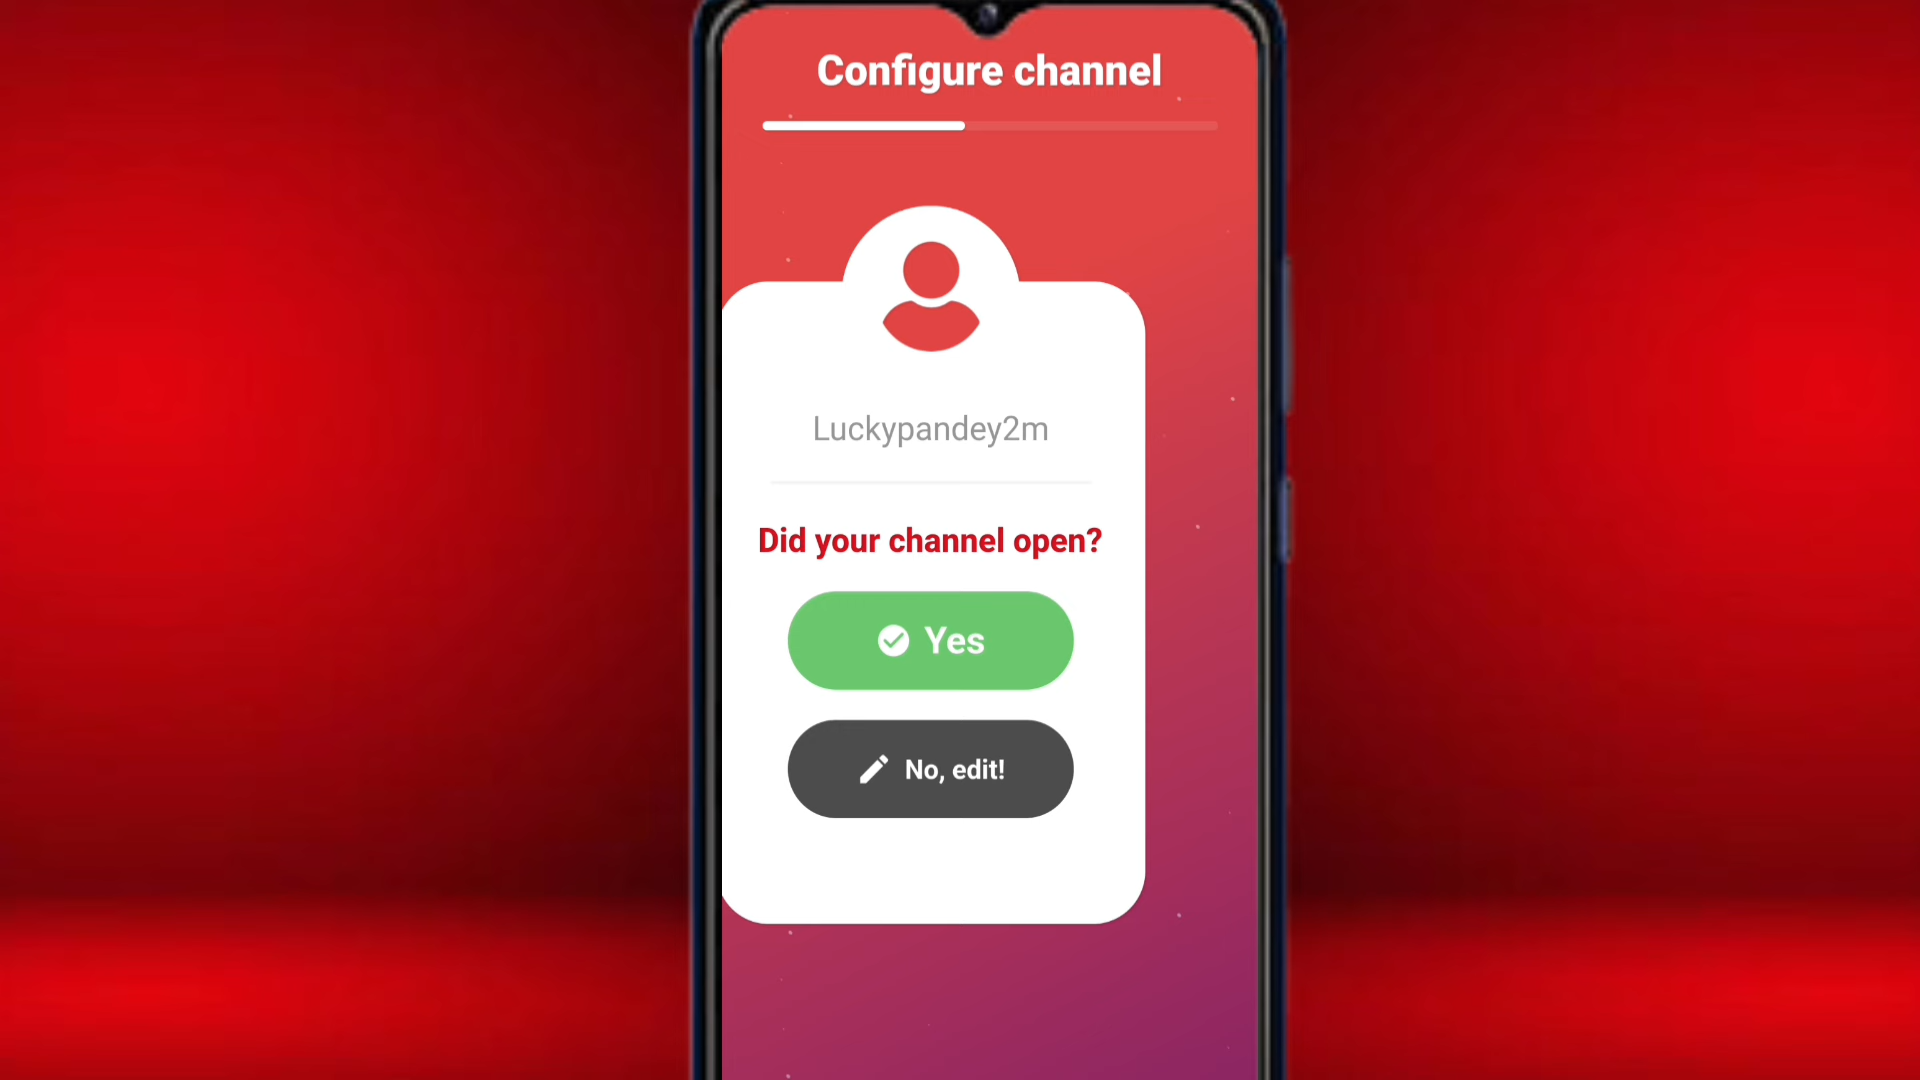 Configure channel
Luckypandey2m
Did your channel open?
Yes
No, edit!